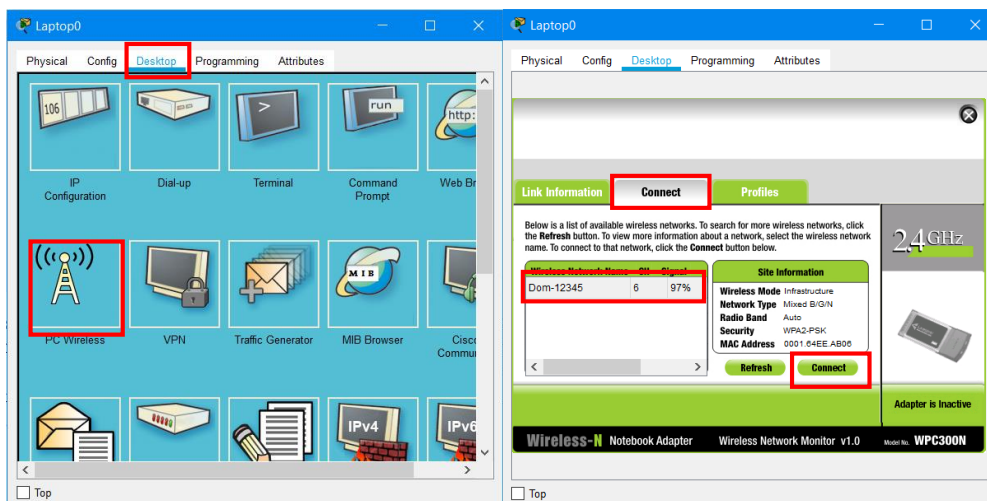 Laptop0
Physical Config Desktop Programming Attributes
106
>
run
http:
IP Configuration
Dial-up
Terminal
Command Prompt
Web Br
MIB
PC Wireless
VPN
Traffic Generator
MIB Browser
Cisco
Commu
IPv4
IPv6
Top
Laptop0
Physical Config Desktop Programming Attributes
Link Information Connect Profiles
Below is a list of available wireless networks. To search for more wireless networks, click
the Refresh button. To view more information about a network, select the wireless network
name. To connect to that network, click the Connect button below.
Wireless Network Name CH Signal
Dom-12345 6 97%
Site Information
Wireless Mode Infrastructure
Network Type Mixed B/G/N
Radio Band Auto
Security WPA2-PSK
MAC Address 0001.64EE.AB06
Refresh Connect
2,4GHz
Adapter is Inactive
Wireless-N Notebook Adapter Wireless Network Monitor v1.0 Model No. WPC300N
Top